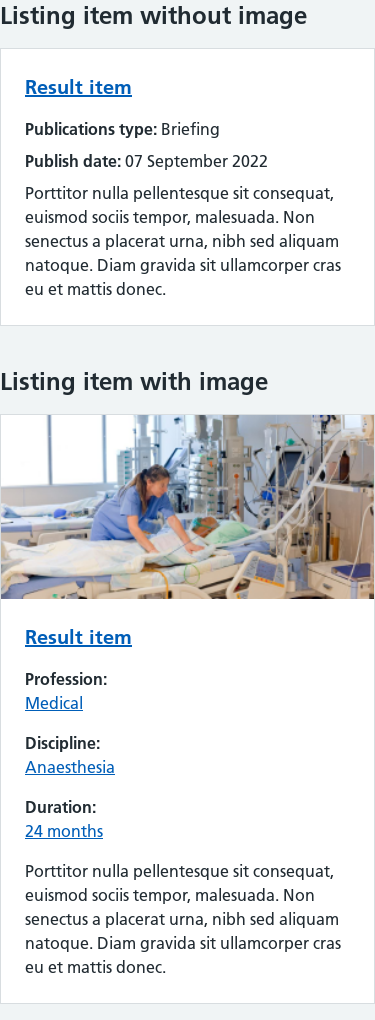 Listing item without image
Result item
Publications type: Briefing
Publish date: 07 September 2022
Porttitor nulla pellentesque sit consequat,
euismod sociis tempor, malesuada. Non
senectus a placerat urna, nibh sed aliquam
natoque. Diam gravida sit ullamcorper cras
eu et mattis donec.
Listing item with image
Result item
Profession:
Medical
Discipline:
Anaesthesia
Duration:
24 months
Porttitor nulla pellentesque sit consequat,
euismod sociis tempor, malesuada. Non
senectus a placerat urna, nibh sed aliquam
natoque. Diam gravida sit ullamcorper cras
eu et mattis donec.